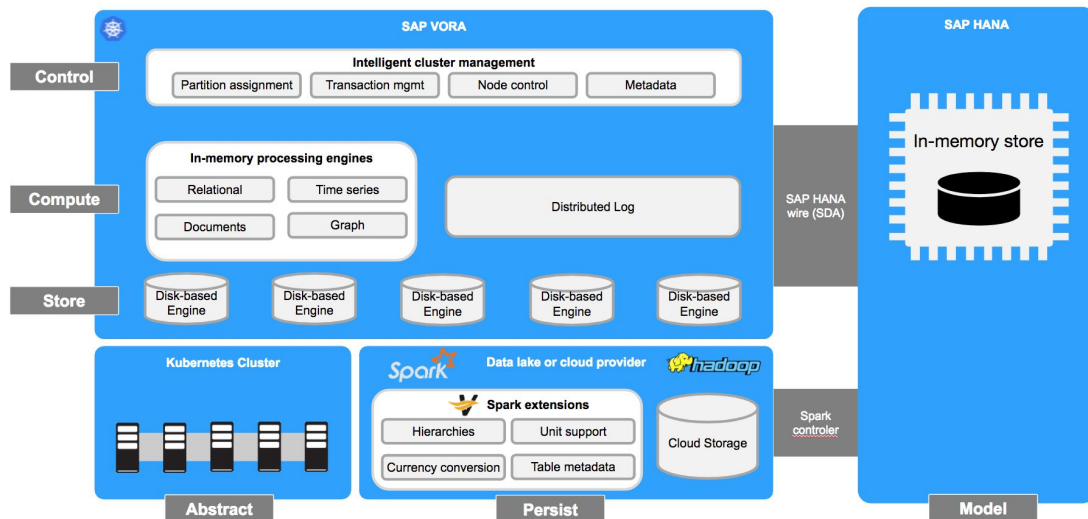 SAP VORA
SAP HANA
Control
Intelligent cluster management
Partition assignment
Transaction mgmt
Node control
Metadata
In-memory store
Compute
In-memory processing engines
Relational
Time series
Documents
Graph
Distributed Log
SAP HANA
wire (SDA)
Store
Disk-based
Engine
Disk-based
Engine
Disk-based
Engine
Disk-based
Engine
Disk-based
Engine
Kubernetes Cluster
Spark
Data lake or cloud provider
hadoop
Spark extensions
Hierarchies
Unit support
Currency conversion
Table metadata
Cloud Storage
Spark
controler
Abstract
Persist
Model